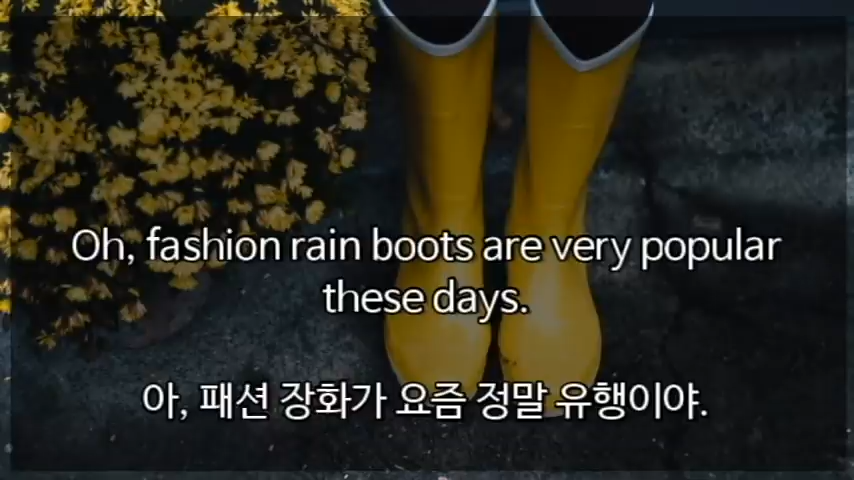 Oh, fashion rain boots are very popular
these days.
아, 패션 장화가 요즘 정말 유행이야.